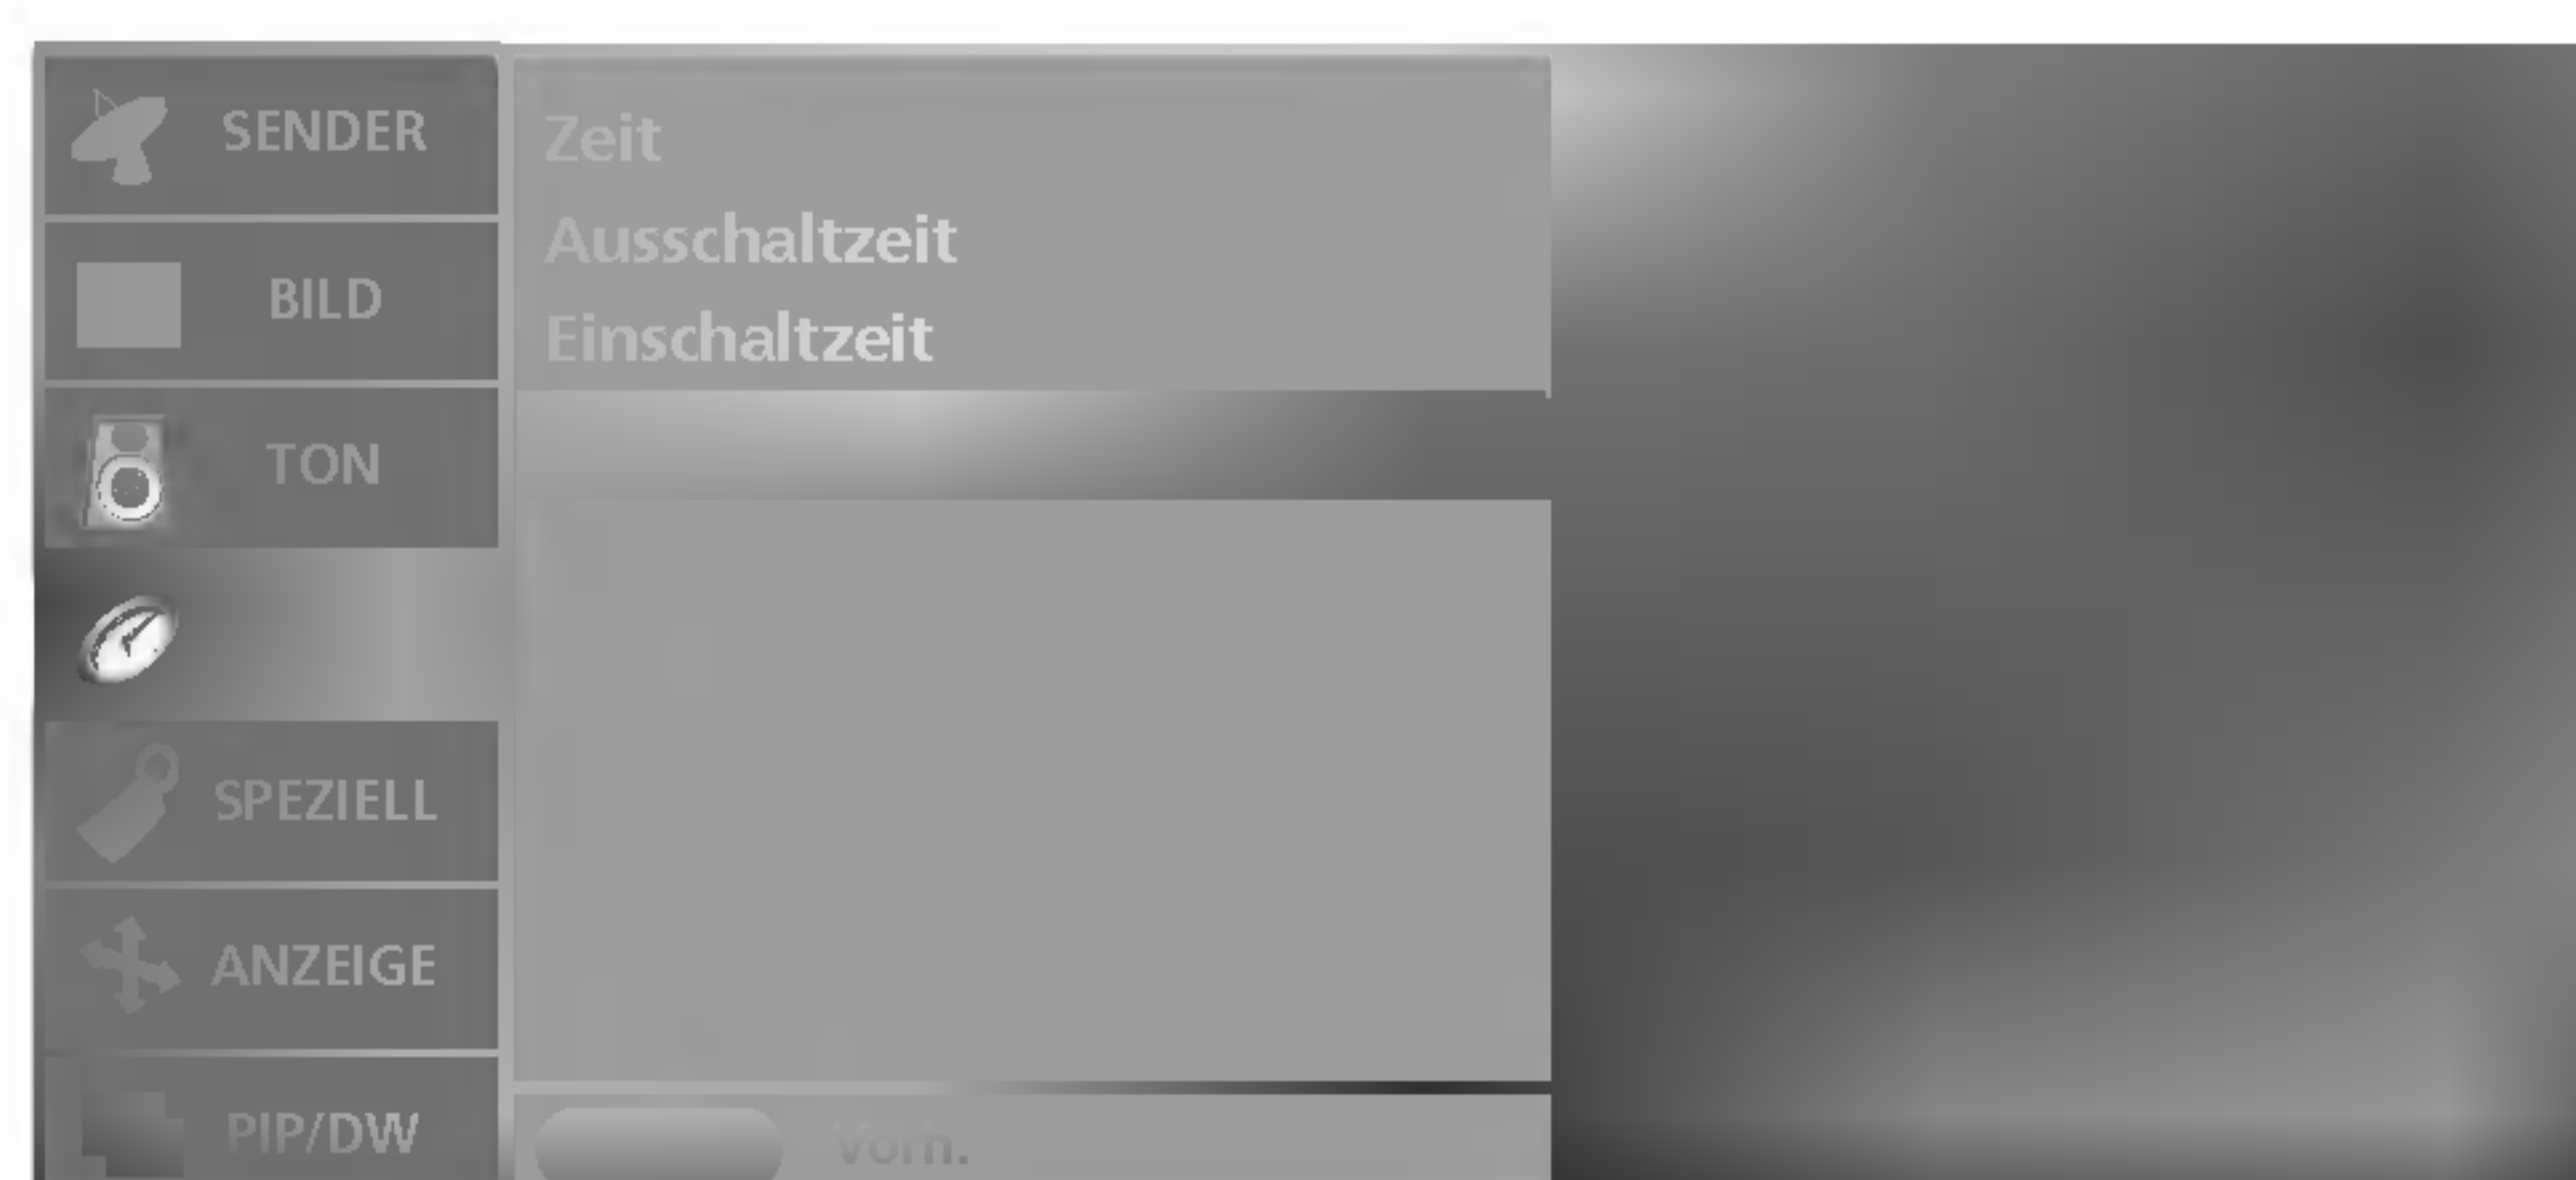 SENDER
BILD
TON
SPEZIELL
ANZEIGE
PIP/DW
Zeit
Ausschaltzeit
Einschaltzeit
Vorh.